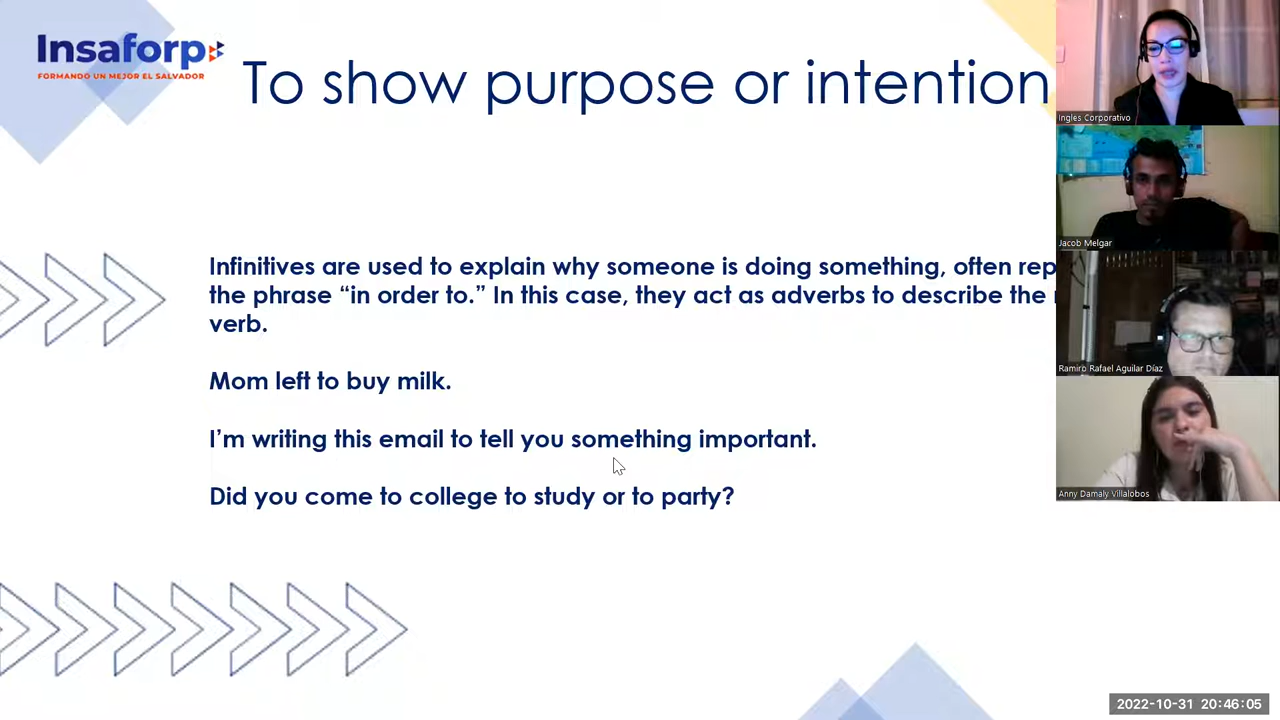 Insaforp
FORMANDO UN MEJOR EL SALVADOR
To show purpose or intention
Infinitives are used to explain why someone is doing something, often rep
the phrase “in order to.” In this case, they act as adverbs to describe the
verb.
Mom left to buy milk.
I’m writing this email to tell you something important.
Did you come to college to study or to party?
Ingles Corporativo
Jacob Melgar
Ramiro Rafael Aguilar Díaz
Anny Damaly Villalobos
2022-10-31 20:46:05